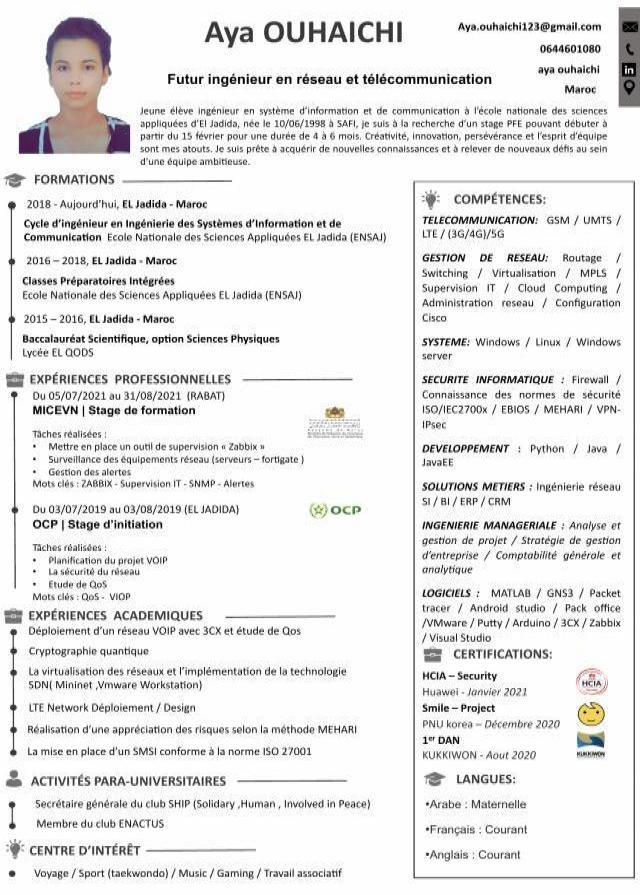 Aya OUHAICHI
Futur ingénieur en réseau et télécommunication
Aya.ouhaichi123@gmail.com
0644601080
aya ouhaichi
Maroc
in
Jeune élève ingénieur en système d'information et de communication à l'école nationale des sciences
appliquées d'El Jadida, née le 10/06/1998 à SAFI, je suis à la recherche d'un stage PFE pouvant débuter à
partir du 15 février pour une durée de 4 à 6 mois. Créativité, innovation, persévérance et l'esprit d'équipe
sont mes atouts. Je suis prête à acquérir de nouvelles connaissances et à relever de nouveaux défis au sein
d'une équipe ambitieuse.
FORMATIONS
2018 - Aujourd'hui, EL Jadida - Maroc
Cycle d'ingénieur en Ingénierie des Systèmes d'Information et de
Communication Ecole Nationale des Sciences Appliquées EL Jadida (ENSAJ)
2016 – 2018, EL Jadida - Maroc
Classes Préparatoires Intégrées
Ecole Nationale des Sciences Appliquées EL Jadida (ENSAJ)
2015 – 2016, EL Jadida - Maroc
Baccalauréat Scientifique, option Sciences Physiques
Lycée EL QODS
EXPÉRIENCES PROFESSIONNELLES
Du 05/07/2021 au 31/08/2021 (RABAT)
MICEVN | Stage de formation
Tâches réalisées :
• Mettre en place un outil de supervision « Zabbix »
• Surveillance des équipements réseau (serveurs – fortigate )
• Gestion des alertes
Mots clés : ZABBIX - Supervision IT - SNMP - Alertes
Du 03/07/2019 au 03/08/2019 (EL JADIDA)
OCP
OCP | Stage d'initiation
Tâches réalisées :
• Planification du projet VOIP
• La sécurité du réseau
• Etude de QoS
Mots clés : QoS - VIOP
EXPÉRIENCES ACADEMIQUES
Déploiement d'un réseau VOIP avec 3CX et étude de Qos
Cryptographie quantique
La virtualisation des réseaux et l'implémentation de la technologie
SDN( Mininet ,Vmware Workstation)
LTE Network Déploiement / Design
Réalisation d'une appréciation des risques selon la méthode MEHARI
La mise en place d'un SMSI conforme à la norme ISO 27001
ACTIVITÉS PARA-UNIVERSITAIRES
Secrétaire générale du club SHIP (Solidary ,Human , Involved in Peace)
Membre du club ENACTUS
CENTRE D'INTÉRÊT
Voyage / Sport (taekwondo) / Music / Gaming / Travail associatif
COMPÉTENCES:
TELECOMMUNICATION: GSM / UMTS /
LTE / (3G/4G)/5G
GESTION DE RESEAU: Routage /
Switching / Virtualisation / MPLS /
Supervision IT / Cloud Computing /
Administration reseau / Configuration
Cisco
SYSTEME: Windows / Linux / Windows
server
SECURITE INFORMATIQUE : Firewall /
Connaissance des normes de sécurité
ISO/IEC2700x / EBIOS / MEHARI / VPN-
IPsec
DEVELOPPEMENT : Python / Java /
JavaEE
SOLUTIONS METIERS : Ingénierie réseau
SI / BI / ERP / CRM
INGENIERIE MANAGERIALE : Analyse et
gestion de projet / Stratégie de gestion
d'entreprise / Comptabilité générale et
analytique
LOGICIELS : MATLAB / GNS3 / Packet
tracer / Android studio / Pack office
/VMware / Putty / Arduino / 3CX / Zabbix
/ Visual Studio
CERTIFICATIONS:
HCIA – Security
Huawei - Janvier 2021
HCIA
Smile – Project
PNU korea – Décembre 2020
1er DAN
KUKKIWON - Aout 2020
KUKKIWON
LANGUES:
•Arabe : Maternelle
•Français : Courant
•Anglais : Courant